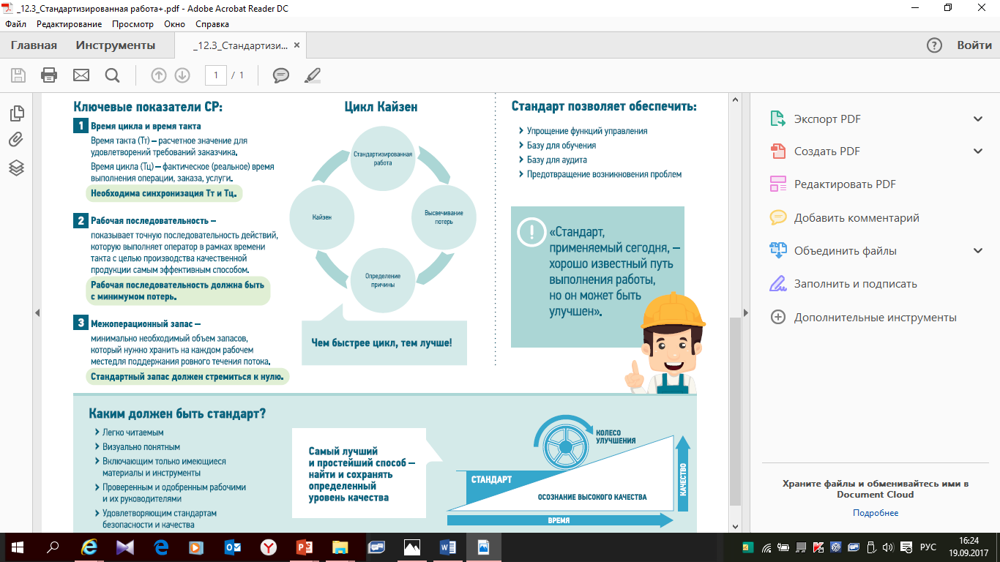 _12.3_Стандартизированная работа+.pdf - Adobe Acrobat Reader DC
Файл Редактирование Просмотр Окно Справка
Главная Инструменты _12.3_Стандартизи... × ? Войти
1 / 1
Ключевые показатели СР:
1 Время цикла и время такта
Время такта (Тт) – расчетное значение для
удовлетворений требований заказчика.
Время цикла (Тц) – фактическое (реальное) время
выполнения операции, заказа, услуги.
Необходима синхронизация Тт и Тц.
2 Рабочая последовательность –
показывает точную последовательность действий,
которую выполняет оператор в рамках времени
такта с целью производства качественной
продукции самым эффективным способом.
Рабочая последовательность должна быть
с минимумом потерь.
3 Межоперационный запас –
минимально необходимый объем запасов,
который нужно хранить на каждом рабочем
местедля поддержания ровного течения потока.
Стандартный запас должен стремиться к нулю.
Цикл Кайзен
Стандартизированная
работа
Высвечивание
потерь
Определение
причины
Кайзен
Чем быстрее цикл, тем лучше!
Стандарт позволяет обеспечить:
Упрощение функций управления
Базу для обучения
Базу для аудита
Предотвращение возникновения проблем
!
«Стандарт,
применяемый сегодня, –
хорошо известный путь
выполнения работы,
но он может быть
улучшен».
Каким должен быть стандарт?
Легко читаемым
Визуально понятным
Включающим только имеющиеся
материалы и инструменты
Проверенным и одобренным рабочими
и их руководителями
Удовлетворяющим стандартам
безопасности и качества
Самый лучший
и простейший способ –
найти и сохранять
определенный
уровень качества
КОЛЕСО
УЛУЧШЕНИЯ
СТАНДАРТ
ОСОЗНАНИЕ ВЫСОКОГО КАЧЕСТВА
КАЧЕСТВО
ВРЕМЯ
Экспорт PDF
Создать PDF
Редактировать PDF
Добавить комментарий
Объединить файлы
Заполнить и подписать
Дополнительные инструменты
Храните файлы и обменивайтесь ими в
Document Cloud
Подробнее
РУС
16:24
19.09.2017